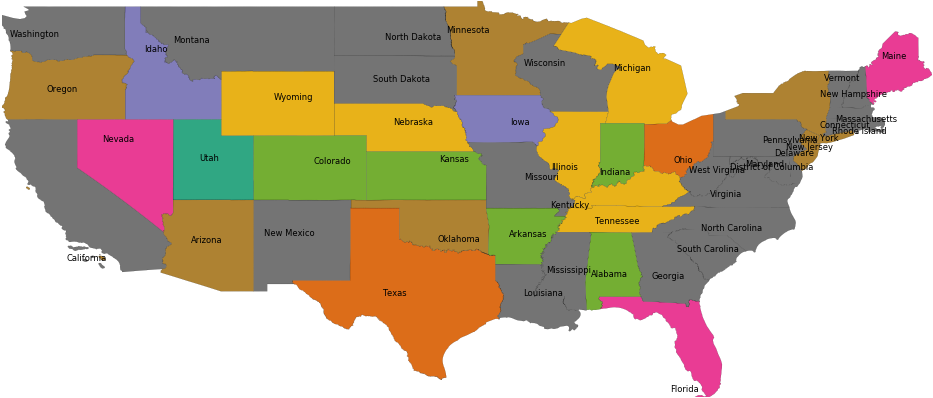 Washington
Montana
North Dakota
Minnesota
Idaho
Wisconsin
Michigan
Maine
Vermont
South Dakota
Oregon
Wyoming
New Hampshire
Nebraska
Iowa
Massachusetts
Connecticut
Rhode Island
Nevada
Pennsylvania
New York
New Jersey
Utah
Colorado
Kansas
Illinois
Indiana
Ohio
Delaware
Maryland
District of Columbia
West Virginia
Missouri
Virginia
Kentucky
Tennessee
North Carolina
New Mexico
Arkansas
Arizona
Oklahoma
South Carolina
California
Mississippi
Alabama
Georgia
Texas
Louisiana
Florida